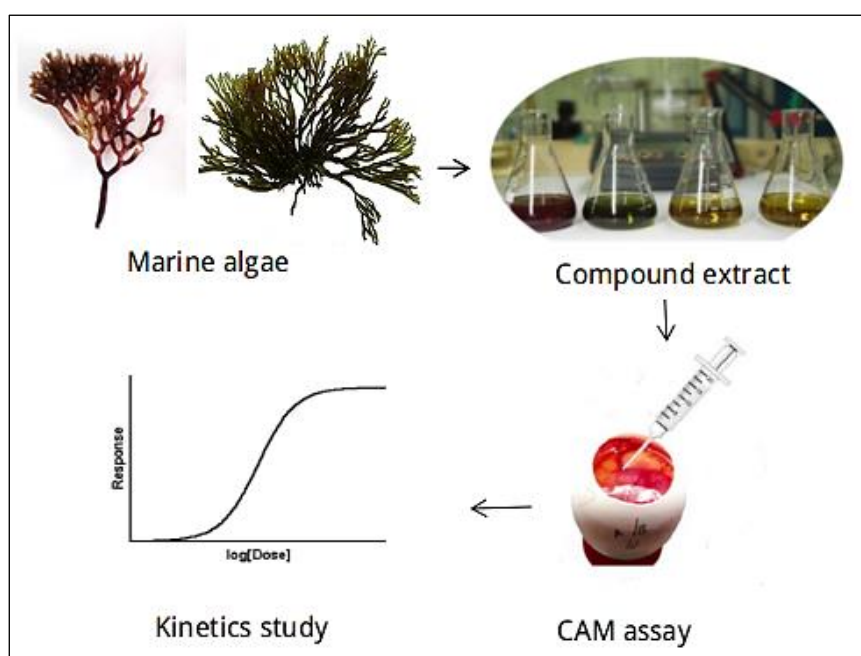 Marine algae
Compound extract
Response
log[Dose]
Kinetics study
CAM assay